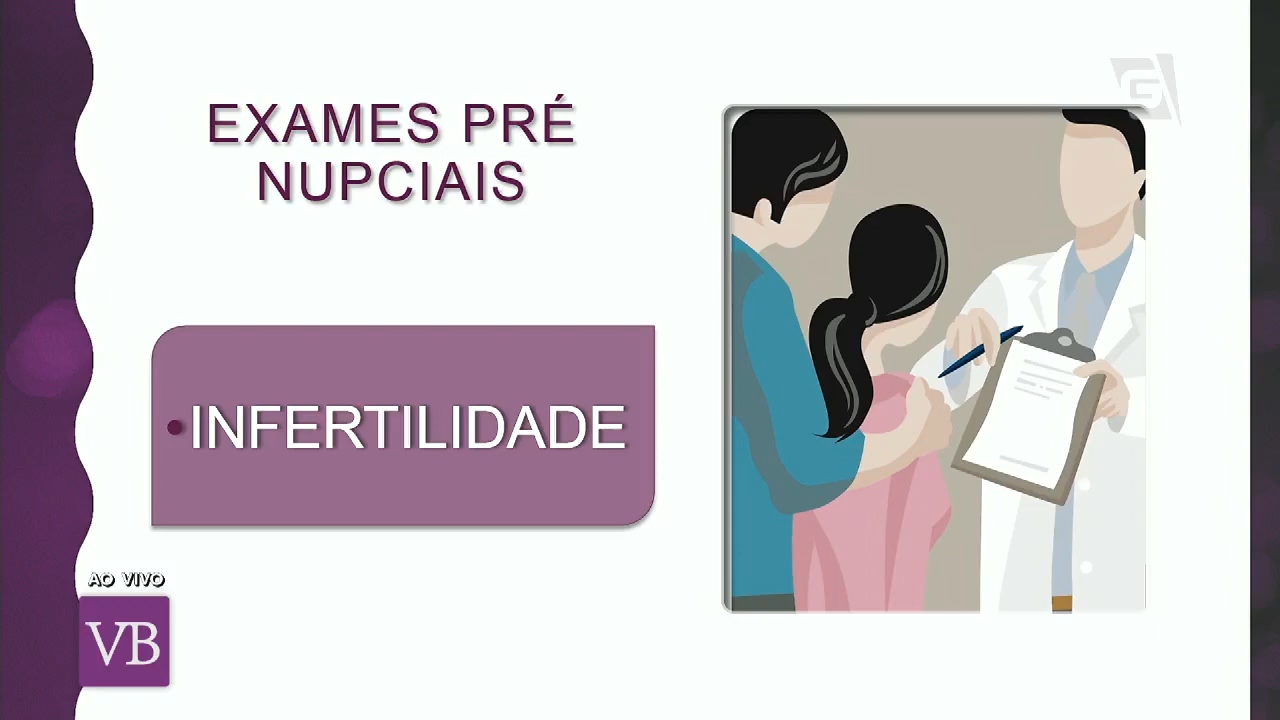 EXAMES PRÉ
NUPCIAIS
•INFERTILIDADE
AO VIVO
VB
G